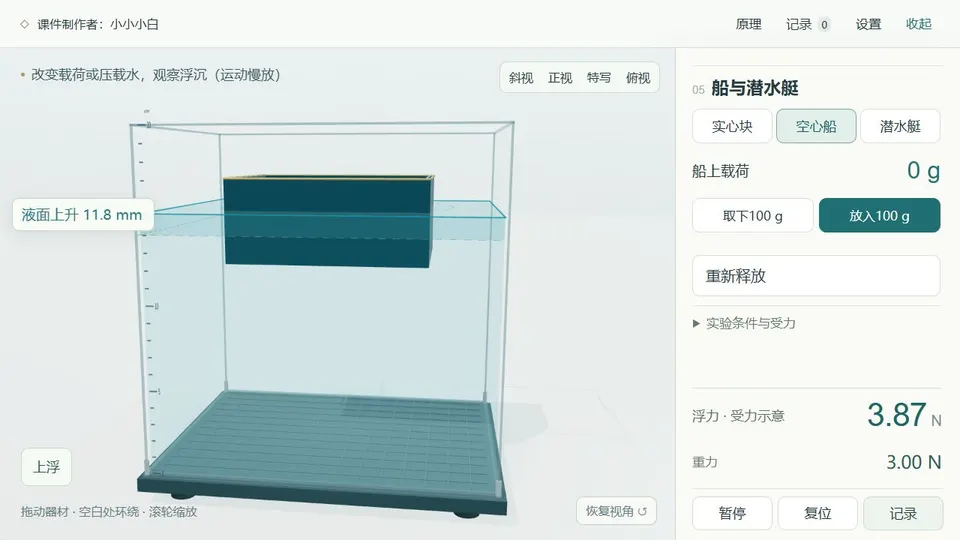 课件制作者：小小小白
原理
记录 0
设置
收起
改变载荷或压载水，观察浮沉（运动慢放）
斜视
正视
特写
俯视
液面上升 11.8 mm
上浮
拖动器材 · 空白处环绕 · 滚轮缩放
恢复视角 ↺
05 船与潜水艇
实心块
空心船
潜水艇
船上载荷
0 g
取下100 g
放入100 g
重新释放
▶ 实验条件与受力
浮力 · 受力示意
3.87 N
重力
3.00 N
暂停
复位
记录